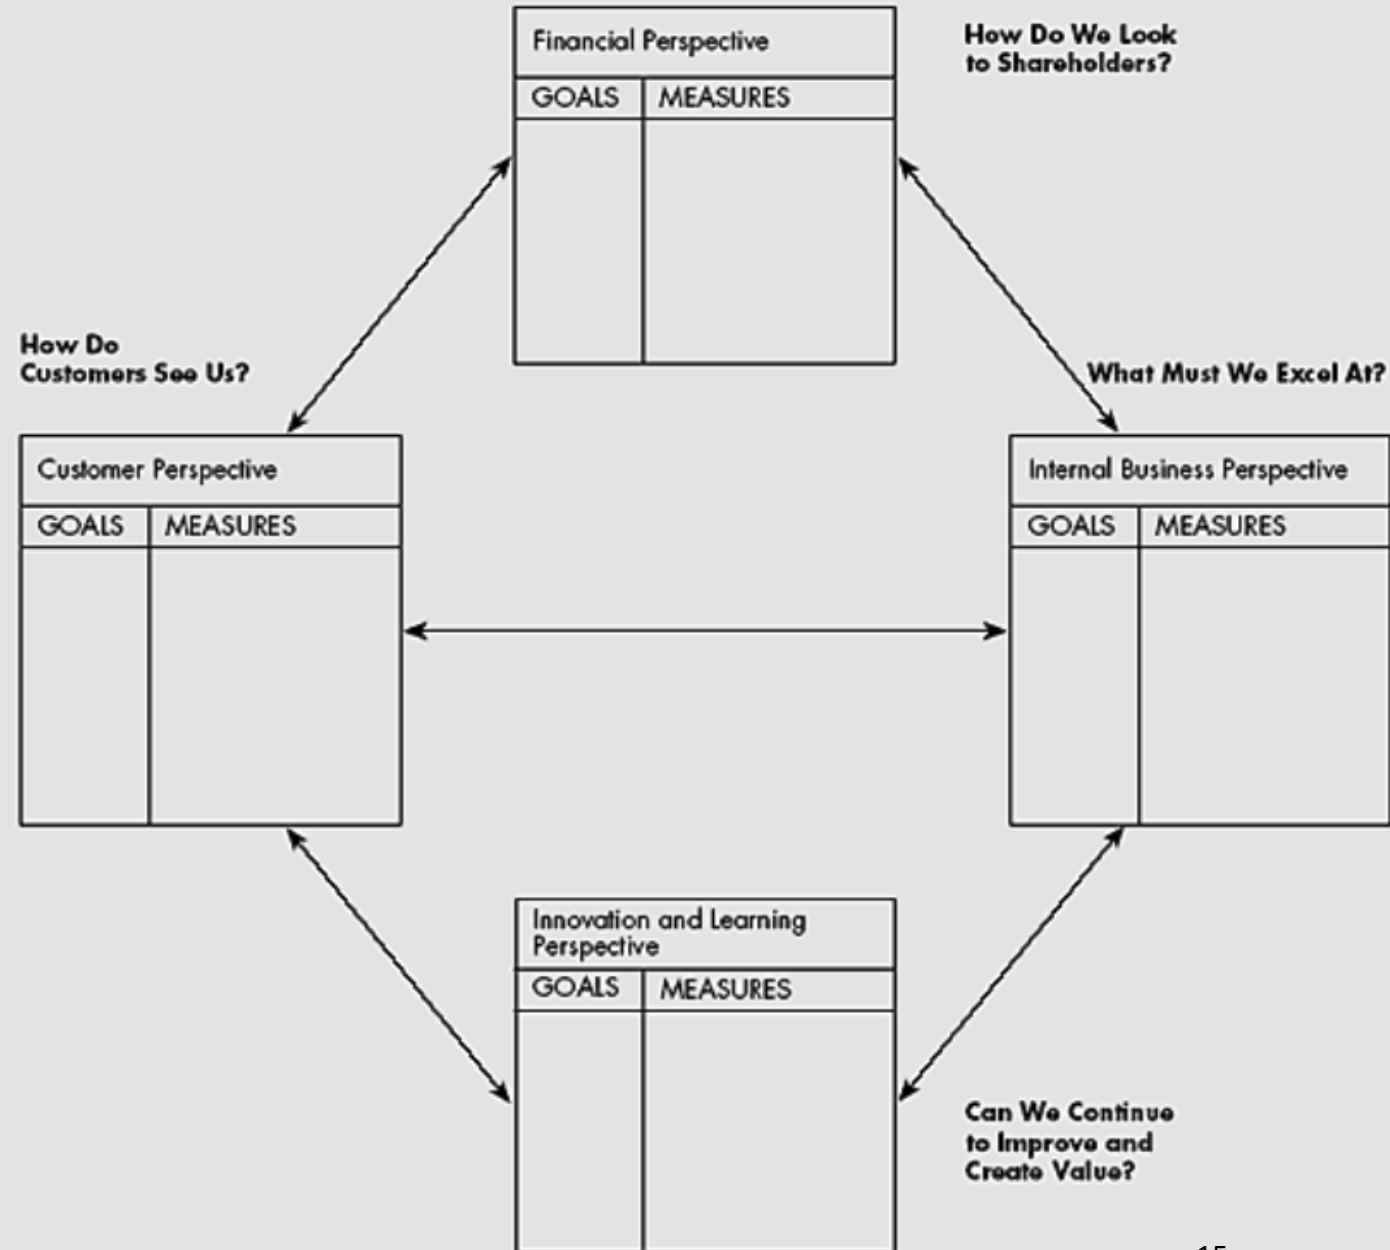 Financial Perspective
GOALS MEASURES
How Do We Look
to Shareholders?
How Do
Customers See Us?
What Must We Excel At?
Customer Perspective
GOALS MEASURES
Internal Business Perspective
GOALS MEASURES
Innovation and Learning
Perspective
GOALS MEASURES
Can We Continue
to Improve and
Create Value?